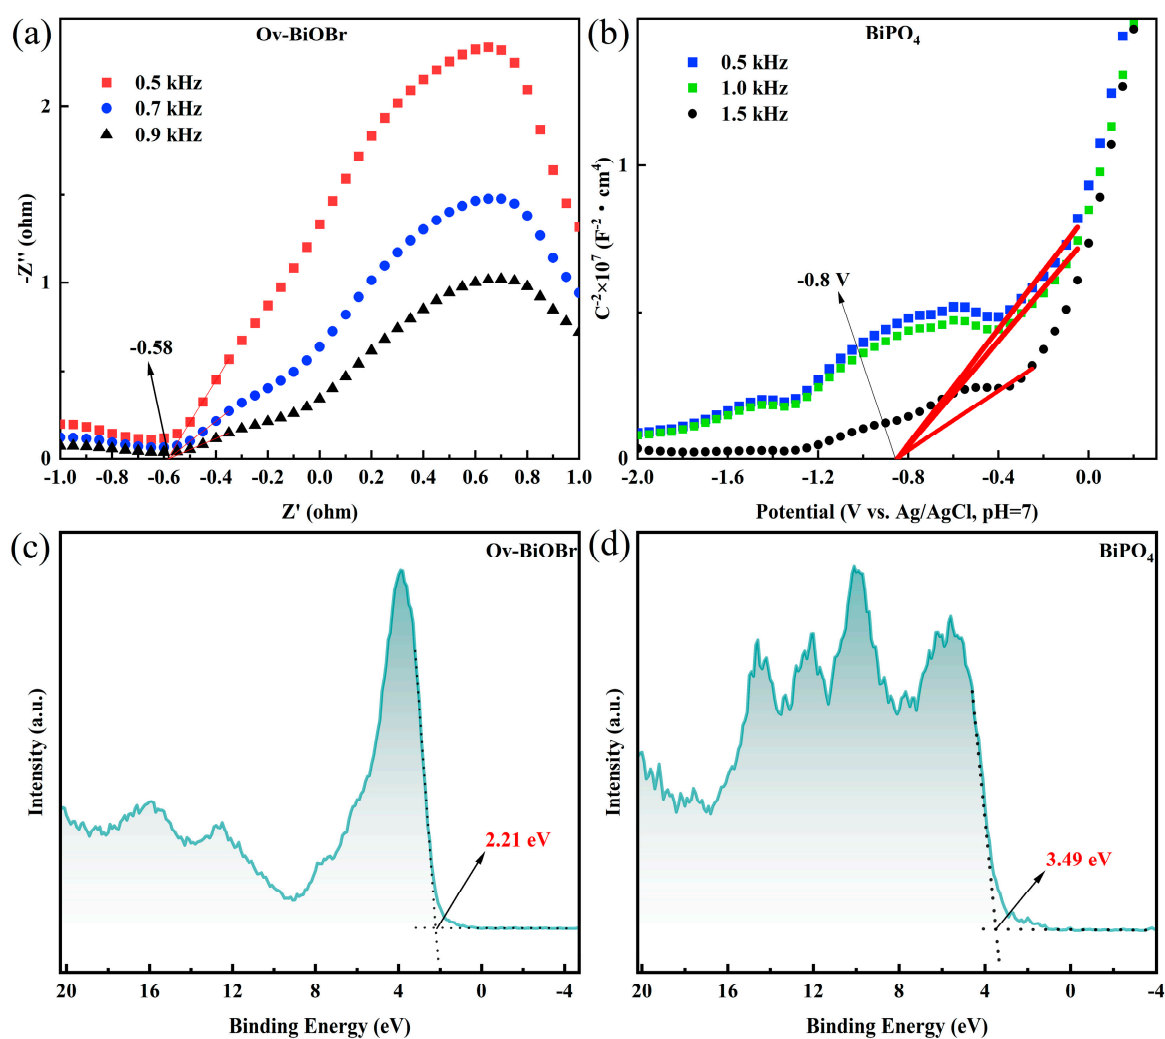 (a)
Ov-BiOBr
0.5 kHz
0.7 kHz
0.9 kHz
-0.58
-Z'' (ohm)
2
1
0
-1.0 -0.8 -0.6 -0.4 -0.2 -0.0 0.2 0.4 0.6 0.8 1.0
Z' (ohm)
(b)
BiPO4
0.5 kHz
1.0 kHz
1.5 kHz
-0.8 V
C⁻²×10⁷ (F⁻² • cm⁴)
1
0
-2.0 -1.6 -1.2 -0.8 -0.4 0.0
Potential (V vs. Ag/AgCl, pH=7)
(c)
Ov-BiOBr
2.21 eV
Intensity (a.u.)
20 16 12 8 4 0 -4
Binding Energy (eV)
(d)
BiPO4
3.49 eV
Intensity (a.u.)
20 16 12 8 4 0 -4
Binding Energy (eV)